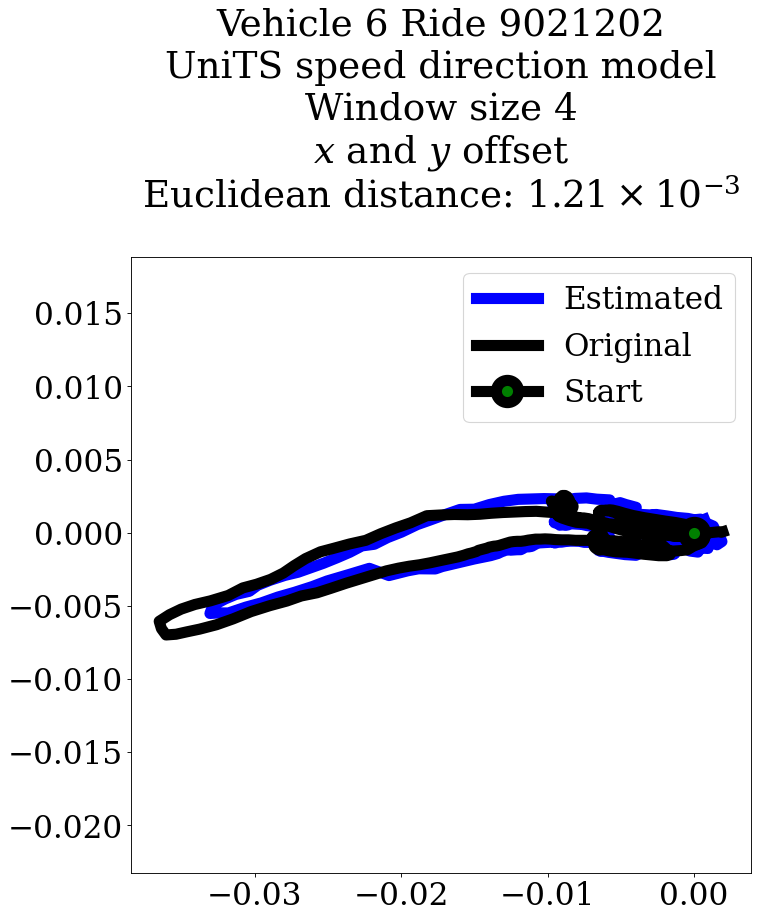 Vehicle 6 Ride 9021202
UniTS speed direction model
Window size 4
x and y offset
Euclidean distance: 1.21 × 10⁻³
Estimated
Original
Start
0.015
0.010
0.005
0.000
−0.005
−0.010
−0.015
−0.020
−0.03 −0.02 −0.01 0.00